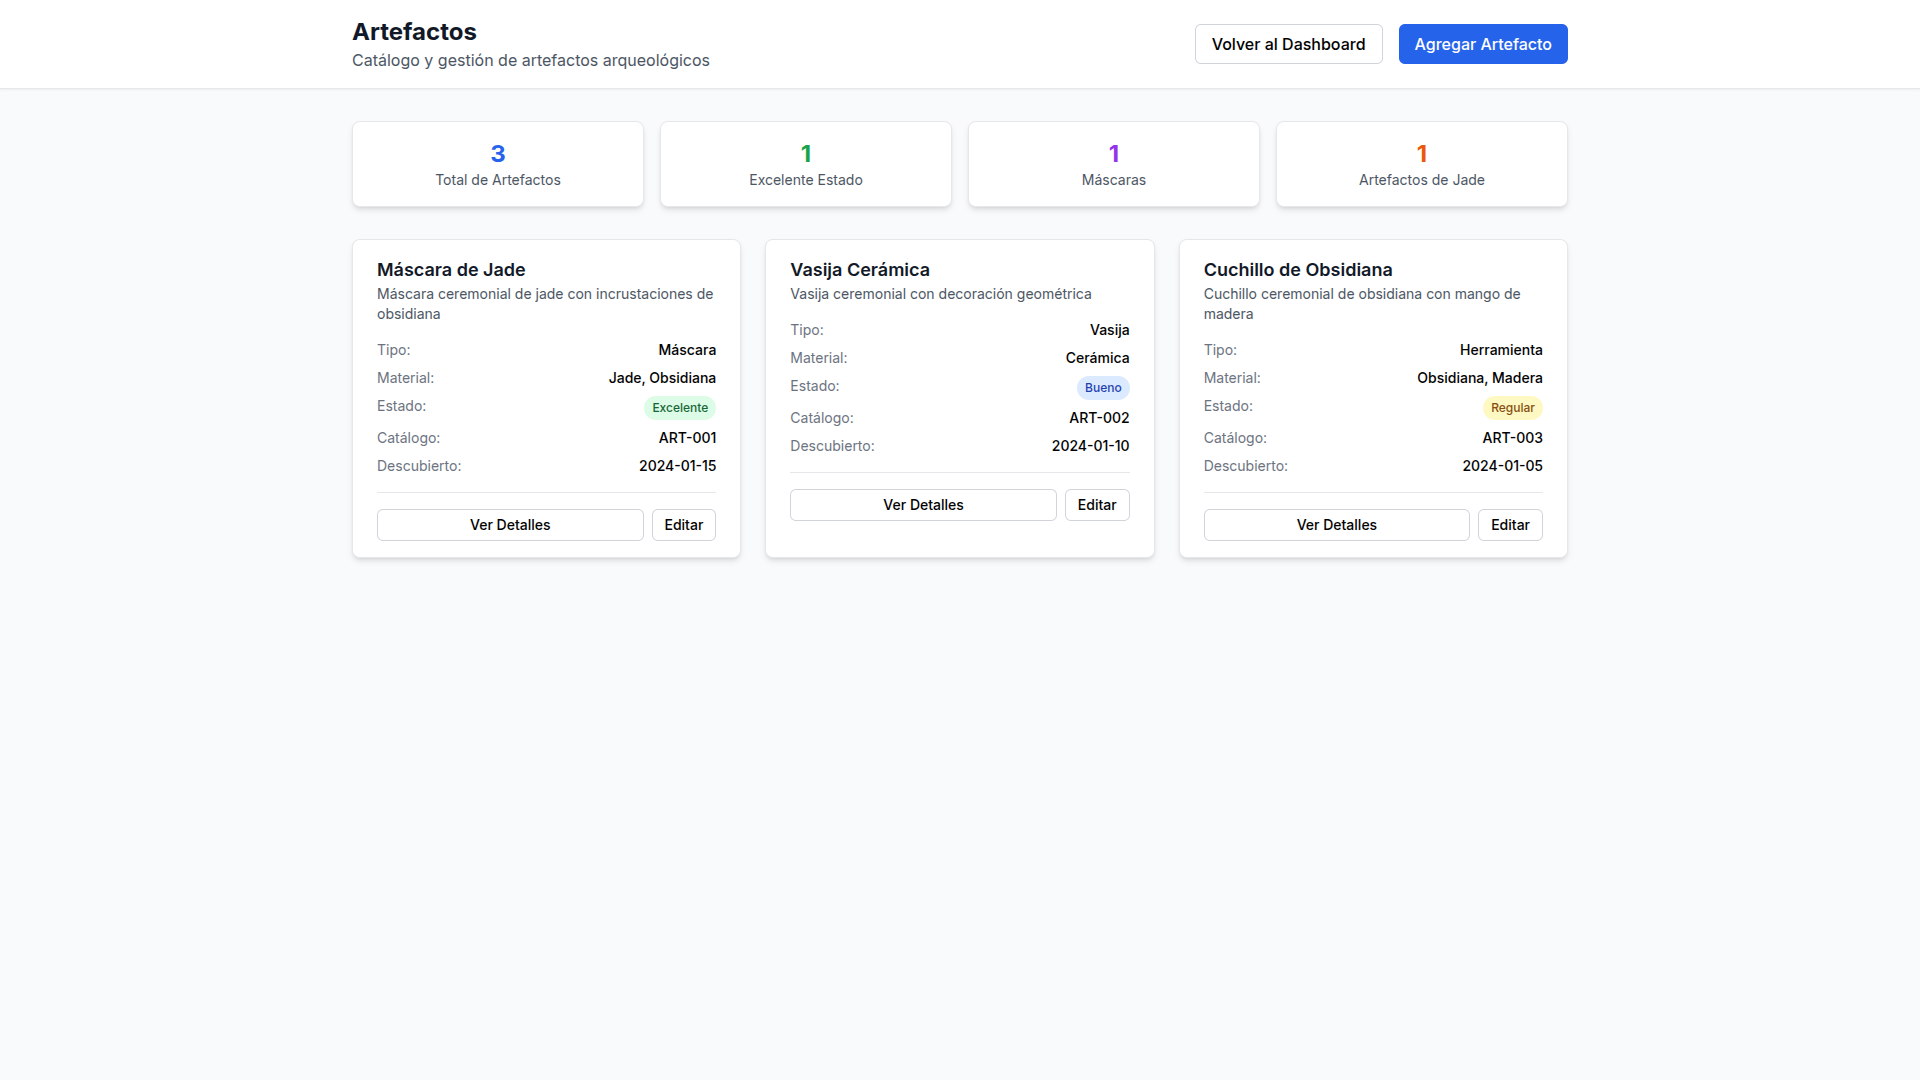 Artefactos
Catálogo y gestión de artefactos arqueológicos
Volver al Dashboard
Agregar Artefacto
3
Total de Artefactos
1
Excelente Estado
1
Máscaras
1
Artefactos de Jade
Máscara de Jade
Máscara ceremonial de jade con incrustaciones de
obsidiana
Tipo: Máscara
Material: Jade, Obsidiana
Estado: Excelente
Catálogo: ART-001
Descubierto: 2024-01-15
Ver Detalles Editar
Vasija Cerámica
Vasija ceremonial con decoración geométrica
Tipo: Vasija
Material: Cerámica
Estado: Bueno
Catálogo: ART-002
Descubierto: 2024-01-10
Ver Detalles Editar
Cuchillo de Obsidiana
Cuchillo ceremonial de obsidiana con mango de
madera
Tipo: Herramienta
Material: Obsidiana, Madera
Estado: Regular
Catálogo: ART-003
Descubierto: 2024-01-05
Ver Detalles Editar